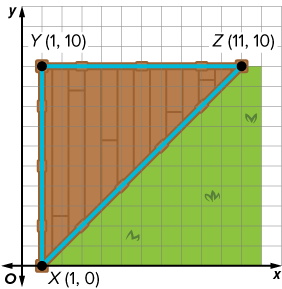 y
Y (1, 10)
Z (11, 10)
O
X (1, 0)
x